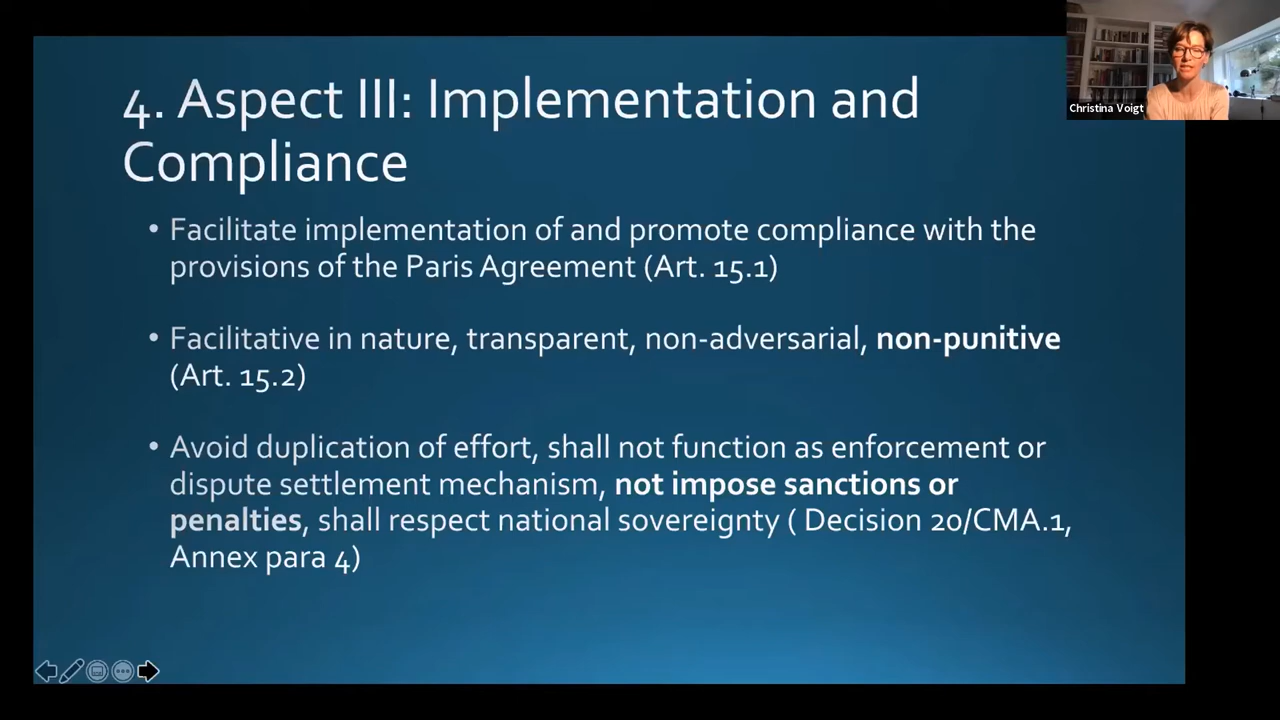 4. Aspect III: Implementation and
Compliance
• Facilitate implementation of and promote compliance with the
provisions of the Paris Agreement (Art. 15.1)
• Facilitative in nature, transparent, non-adversarial, non-punitive
(Art. 15.2)
• Avoid duplication of effort, shall not function as enforcement or
dispute settlement mechanism, not impose sanctions or
penalties, shall respect national sovereignty ( Decision 20/CMA.1,
Annex para 4)
Christina Voigt